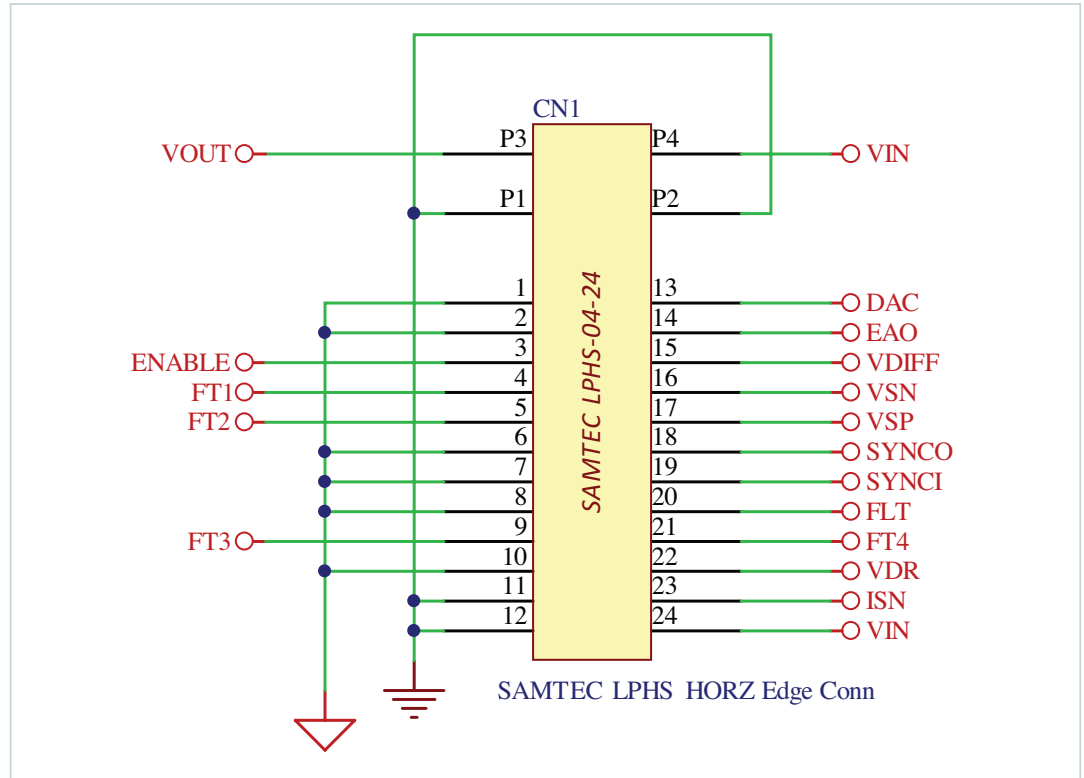 CN1
VOUT P3 P4 VIN
P1 P2
1 13 DAC
2 14 EAO
ENABLE 3 15 VDIFF
FT1 4 16 VSN
FT2 5 17 VSP
6 18 SYNCO
7 19 SYNCI
8 20 FLT
FT3 9 21 FT4
10 22 VDR
11 23 ISN
12 24 VIN
SAMTEC LPHS-04-24
SAMTEC LPHS HORZ Edge Conn